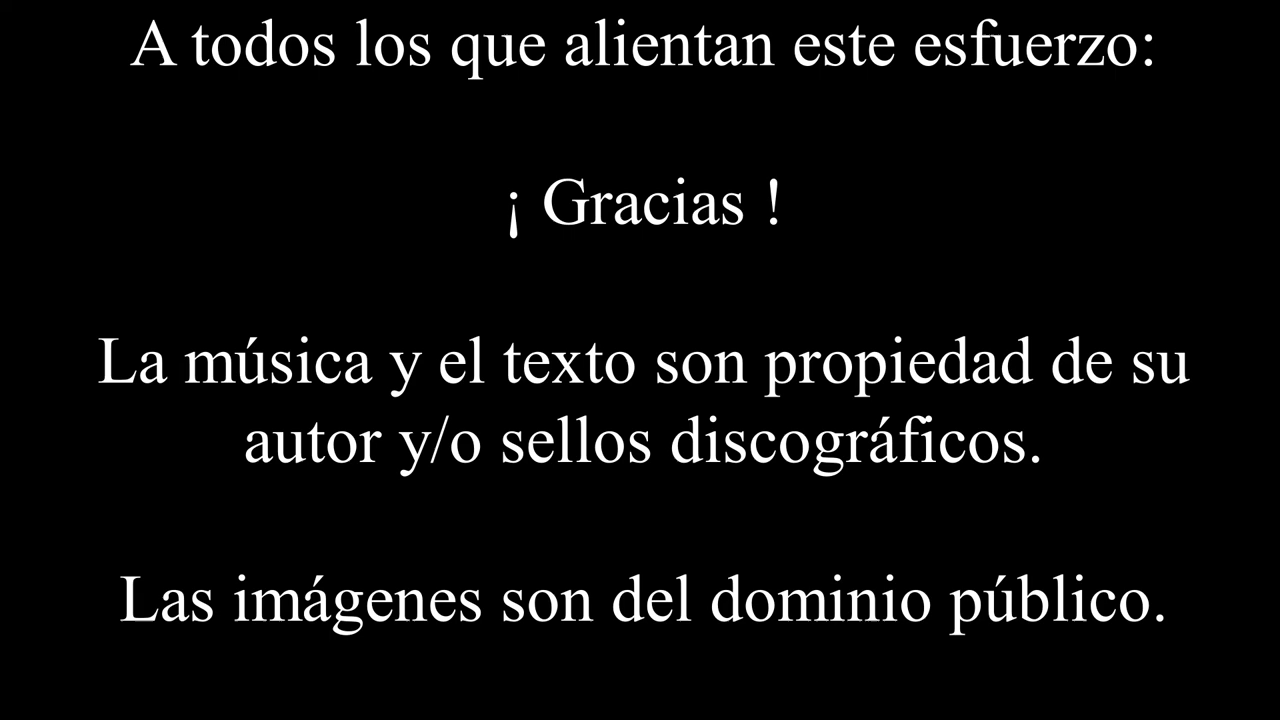 A todos los que alientan este esfuerzo:
¡ Gracias !
La música y el texto son propiedad de su
autor y/o sellos discográficos.
Las imágenes son del dominio público.